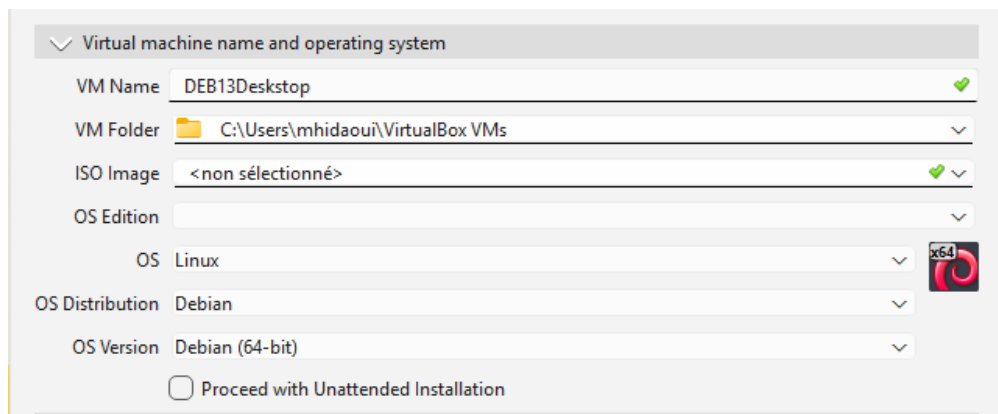 Virtual machine name and operating system
VM Name DEB13Deskstop
VM Folder C:\Users\mhidaoui\VirtualBox VMs
ISO Image <non sélectionné>
OS Edition
x64
OS Linux
OS Distribution Debian
OS Version Debian (64-bit)
Proceed with Unattended Installation